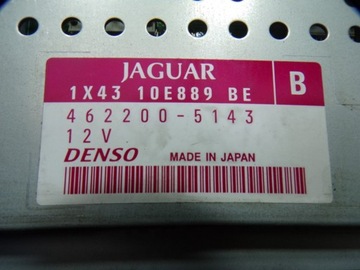 JAGUAR
1X43 10E889 BE
B
462200-5143
12V
DENSO MADE IN JAPAN